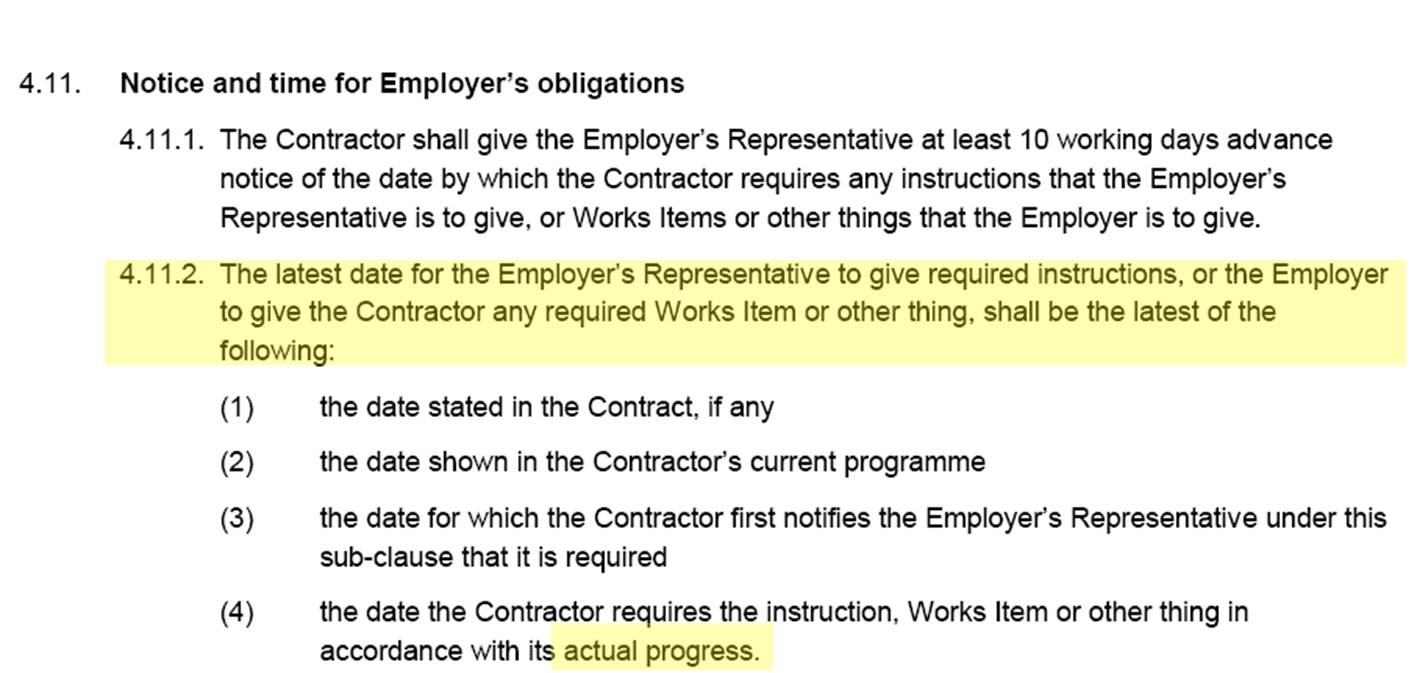 4.11. Notice and time for Employer's obligations
4.11.1. The Contractor shall give the Employer's Representative at least 10 working days advance
notice of the date by which the Contractor requires any instructions that the Employer's
Representative is to give, or Works Items or other things that the Employer is to give.
4.11.2. The latest date for the Employer's Representative to give required instructions, or the Employer
to give the Contractor any required Works Item or other thing, shall be the latest of the
following:
(1) the date stated in the Contract, if any
(2) the date shown in the Contractor's current programme
(3) the date for which the Contractor first notifies the Employer's Representative under this
sub-clause that it is required
(4) the date the Contractor requires the instruction, Works Item or other thing in
accordance with its actual progress.